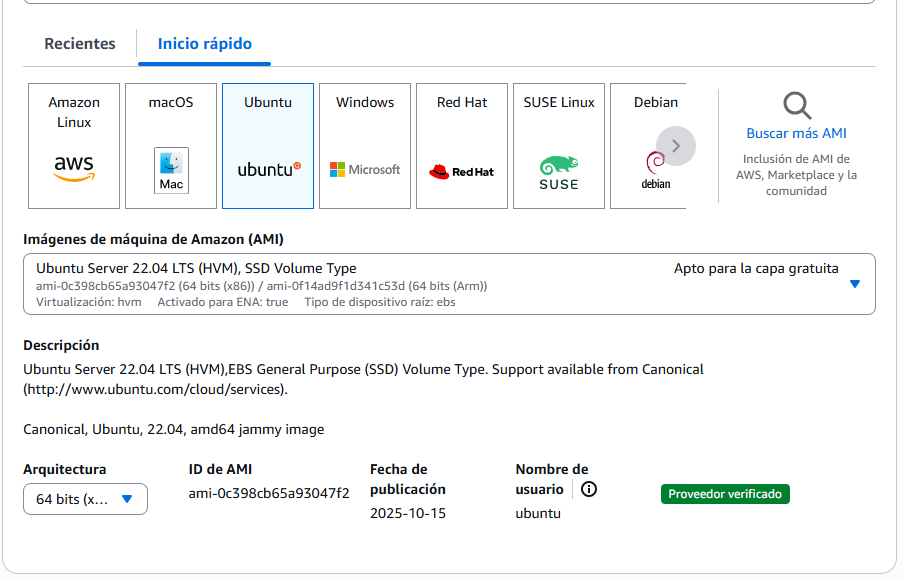 Recientes
Inicio rápido
Amazon
Linux
aws
macOS
Mac
Ubuntu
ubuntu
Windows
Microsoft
Red Hat
Red Hat
SUSE Linux
SUSE
Debian
debian
Buscar más AMI
Inclusión de AMI de
AWS, Marketplace y la
comunidad
Imágenes de máquina de Amazon (AMI)
Ubuntu Server 22.04 LTS (HVM), SSD Volume Type
Apto para la capa gratuita
ami-0c398cb65a93047f2 (64 bits (x86)) / ami-0f14ad9f1d341c53d (64 bits (Arm))
Virtualización: hvm Activado para ENA: true Tipo de dispositivo raíz: ebs
Descripción
Ubuntu Server 22.04 LTS (HVM),EBS General Purpose (SSD) Volume Type. Support available from Canonical
(http://www.ubuntu.com/cloud/services).
Canonical, Ubuntu, 22.04, amd64 jammy image
Arquitectura
64 bits (x...
ID de AMI
ami-0c398cb65a93047f2
Fecha de
publicación
2025-10-15
Nombre de
usuario
ubuntu
Proveedor verificado